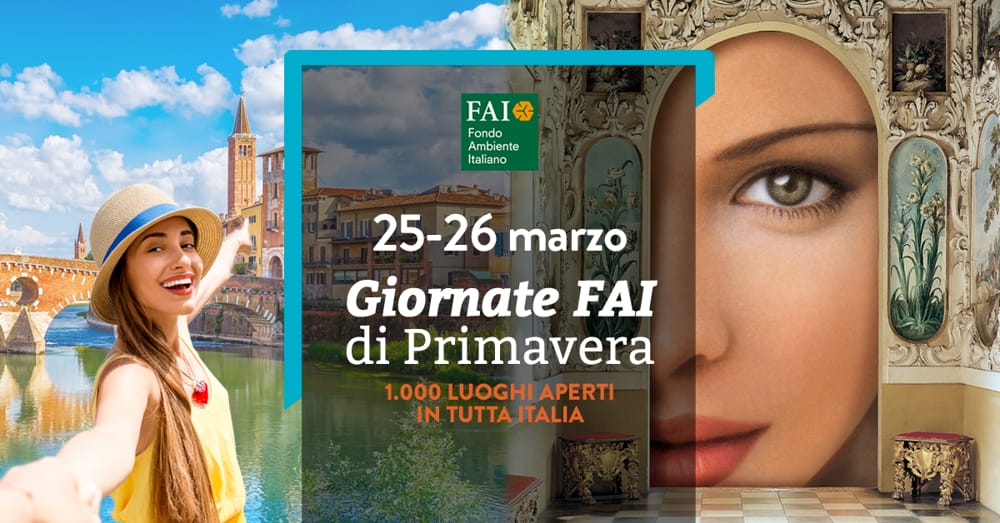 FAI
Fondo
Ambiente
Italiano
25-26 marzo
Giornate FAI
di Primavera
1.000 LUOGHI APERTI
IN TUTTA ITALIA